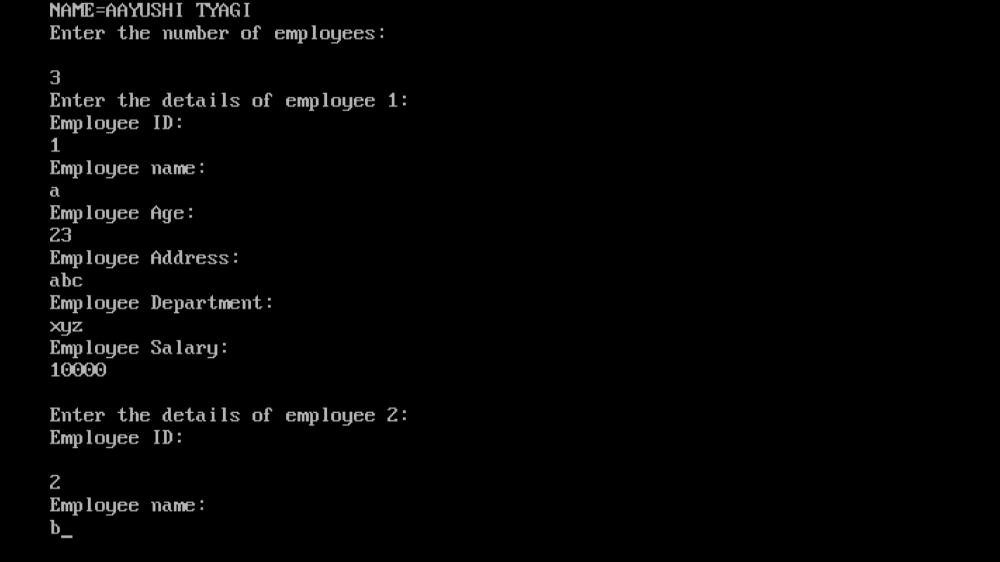 NAME=AAYUSHI TYAGI
Enter the number of employees:
3
Enter the details of employee 1:
Employee ID:
1
Employee name:
a
Employee Age:
23
Employee Address:
abc
Employee Department:
xyz
Employee Salary:
10000
Enter the details of employee 2:
Employee ID:
2
Employee name:
b_